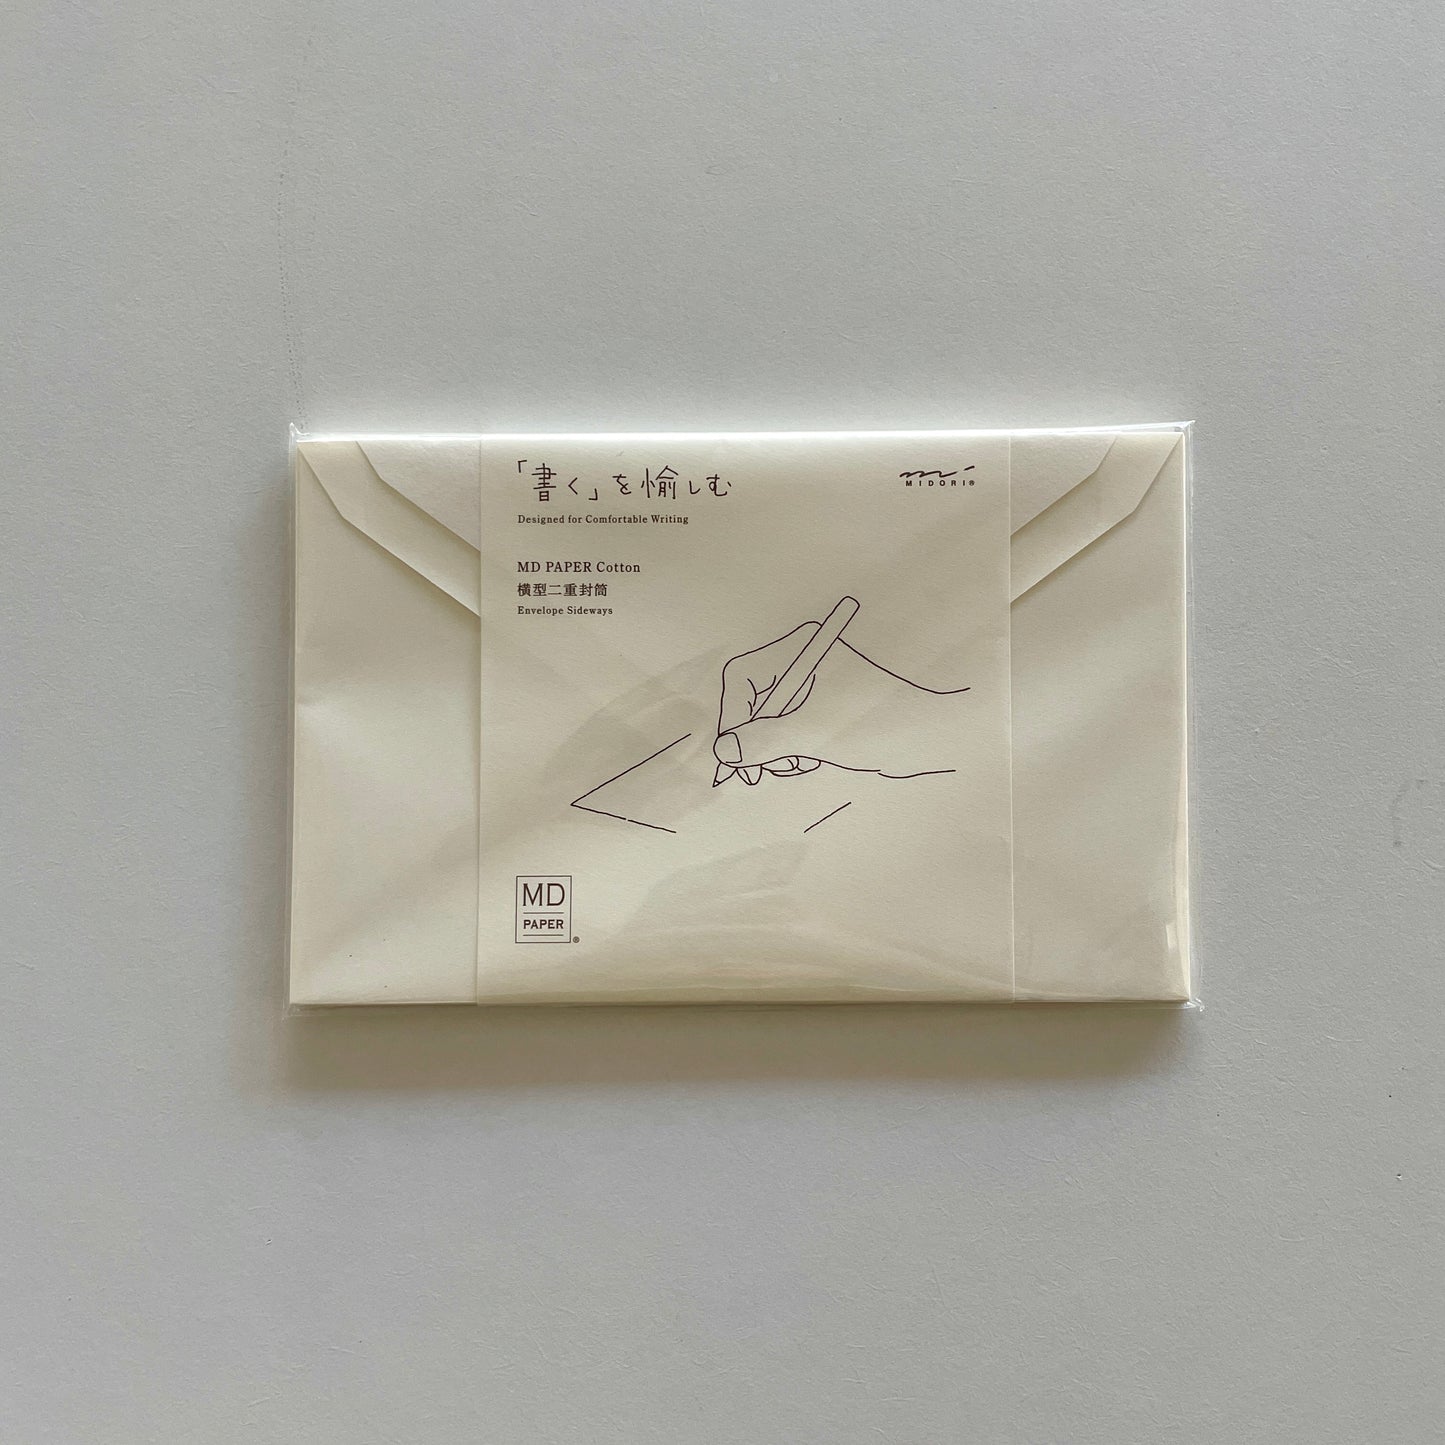 「書く」を愉しむ
MIDORI®
Designed for Comfortable Writing
MD PAPER Cotton
横型二重封筒
Envelope Sideways
MD
PAPER
®